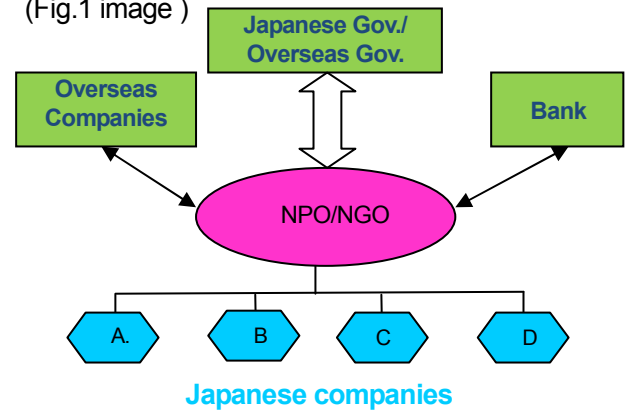 (Fig.1 image )
Japanese Gov./
Overseas Gov.
Overseas
Companies
Bank
NPO/NGO
A.
B
C
D
Japanese companies